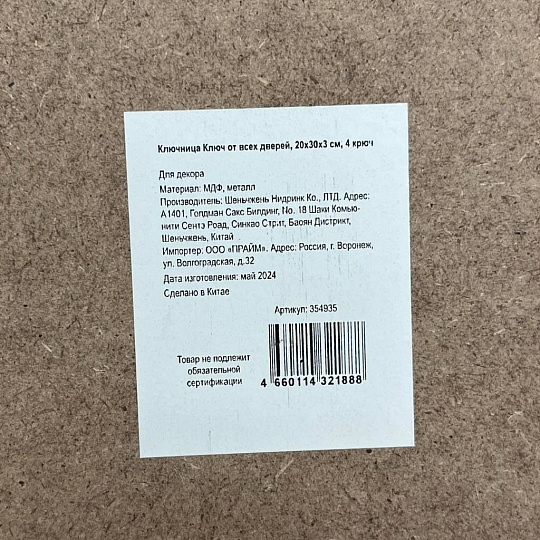 Ключница Ключ от всех дверей, 20х30х3 см, 4 крюч
Для декора
Материал: МДФ, металл
Производитель: Шеньчжень Нидринк Ко., ЛТД. Адрес:
А1401, Голдман Сакс Билдинг, No. 18 Шаки Комью-
нити Сентэ Роад, Синкао Стрит, Баоян Дистрикт,
Шеньчжень, Китай
Импортер: ООО «ПРАЙМ». Адрес: Россия, г. Воронеж,
ул. Волгоградская, д.32
Дата изготовления: май 2024
Сделано в Китае
Артикул: 354935
Товар не подлежит
обязательной
сертификации
4 660114 321888